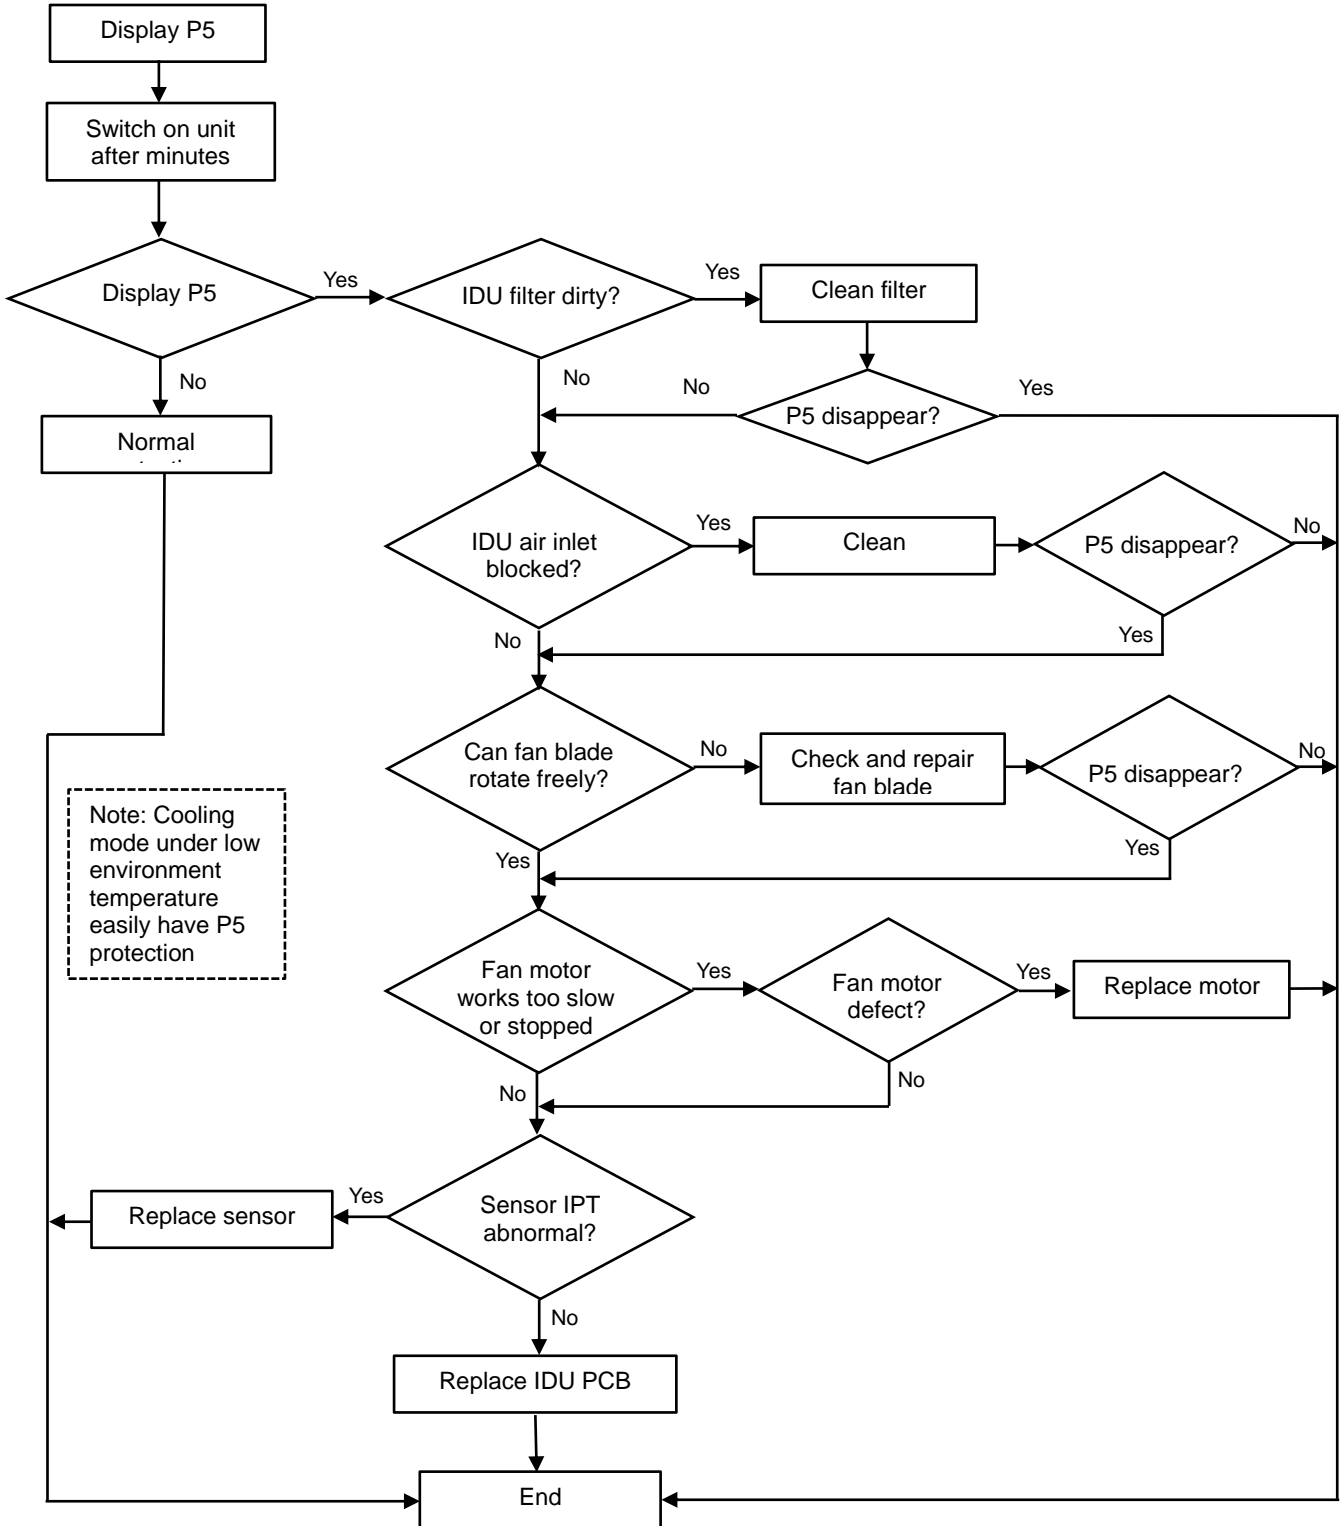 Display P5
Switch on unit
after minutes
Display P5
Yes
IDU filter dirty?
Yes
Clean filter
No
No
No
P5 disappear?
Yes
Normal
IDU air inlet
blocked?
Yes
Clean
P5 disappear?
No
No
Yes
Can fan blade
rotate freely?
No
Check and repair
fan blade
P5 disappear?
No
Yes
Yes
Note: Cooling
mode under low
environment
temperature
easily have P5
protection
Fan motor
works too slow
or stopped
Yes
Fan motor
defect?
Yes
Replace motor
No
No
Sensor IPT
abnormal?
Yes
Replace sensor
No
Replace IDU PCB
End